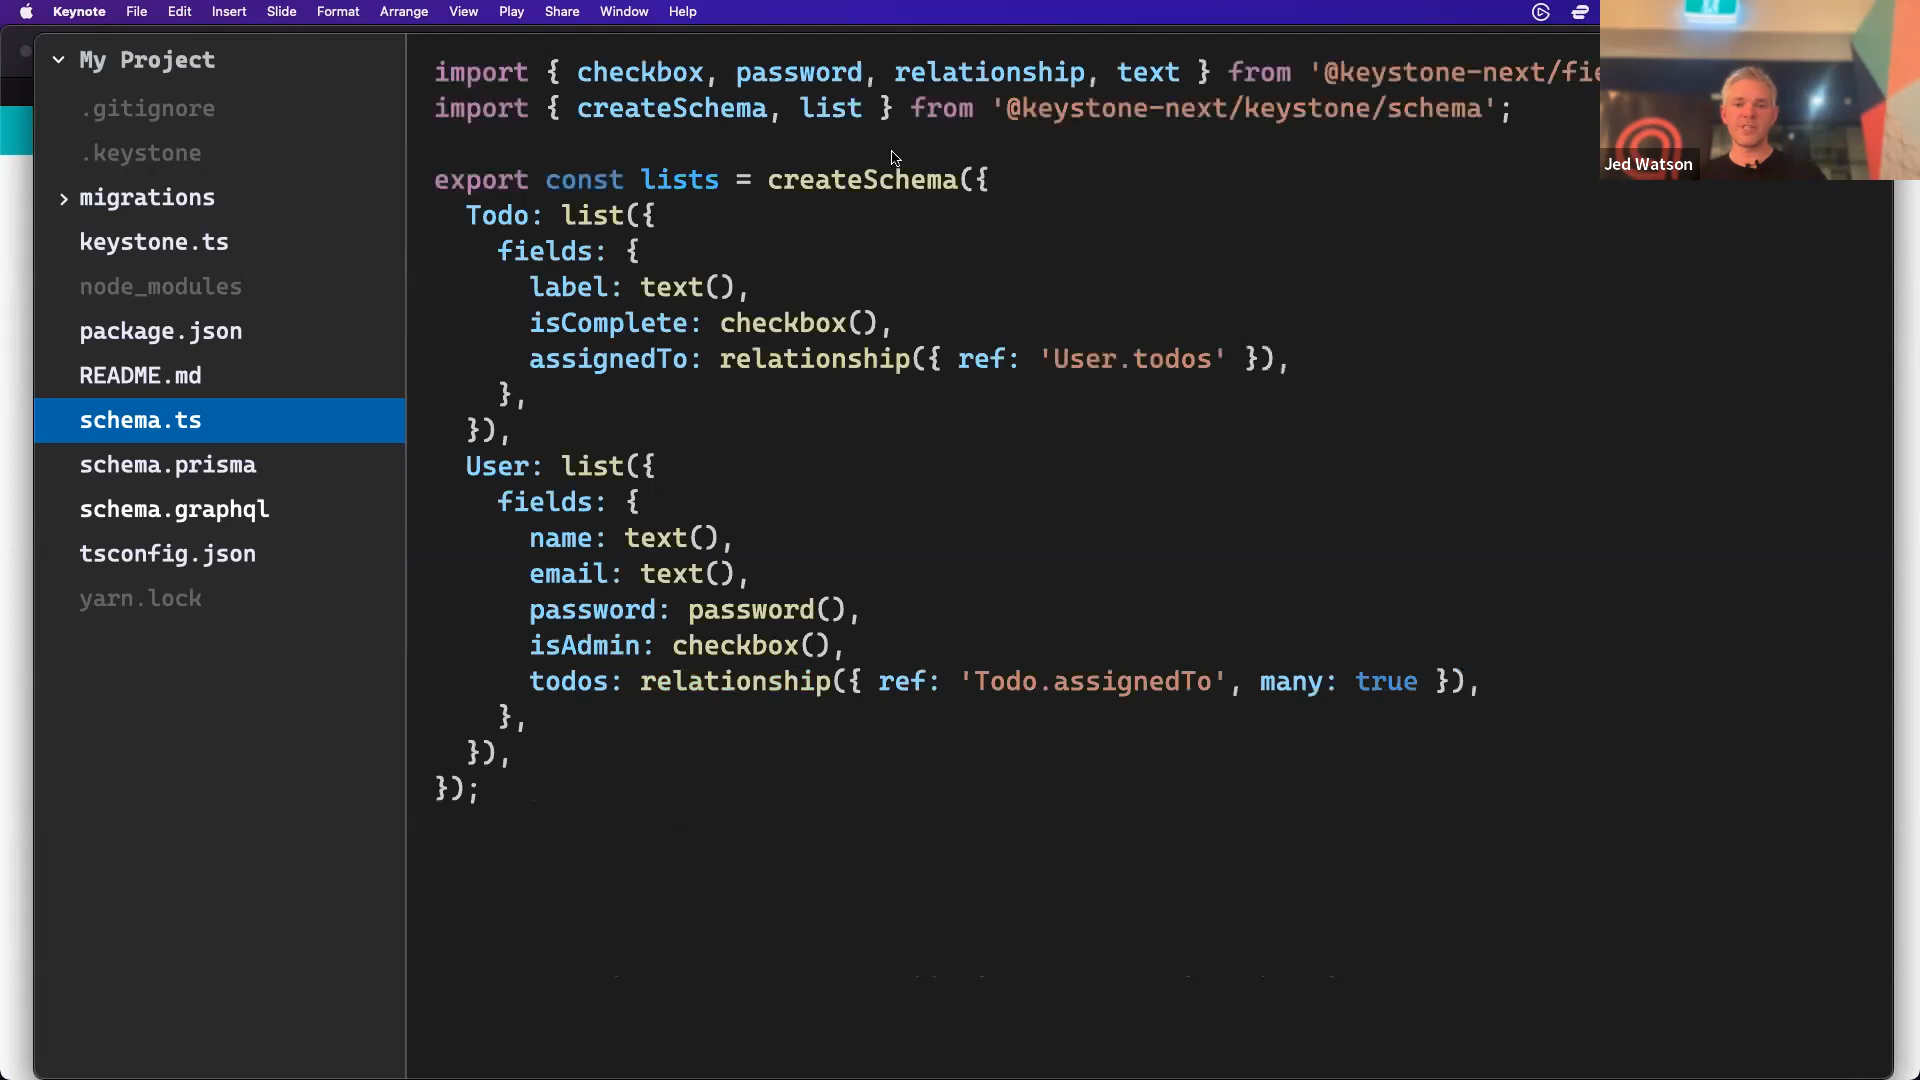 Keynote File Edit Insert Slide Format Arrange View Play Share Window Help
My Project
.gitignore
.keystone
migrations
keystone.ts
node_modules
package.json
README.md
schema.ts
schema.prisma
schema.graphql
tsconfig.json
yarn.lock
import { checkbox, password, relationship, text } from '@keystone-next/fie
import { createSchema, list } from '@keystone-next/keystone/schema';
export const lists = createSchema({
Todo: list({
fields: {
label: text(),
isComplete: checkbox(),
assignedTo: relationship({ ref: 'User.todos' }),
},
}),
User: list({
fields: {
name: text(),
email: text(),
password: password(),
isAdmin: checkbox(),
todos: relationship({ ref: 'Todo.assignedTo', many: true }),
},
}),
});
Jed Watson